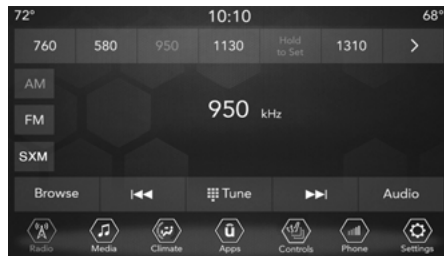 72° 10:10 68°
760 580 950 1130 Hold to Set 1310
AM
950 kHz
FM
SXM
Browse Tune Audio
Radio Media Climate ū Apps Controls Phone Settings